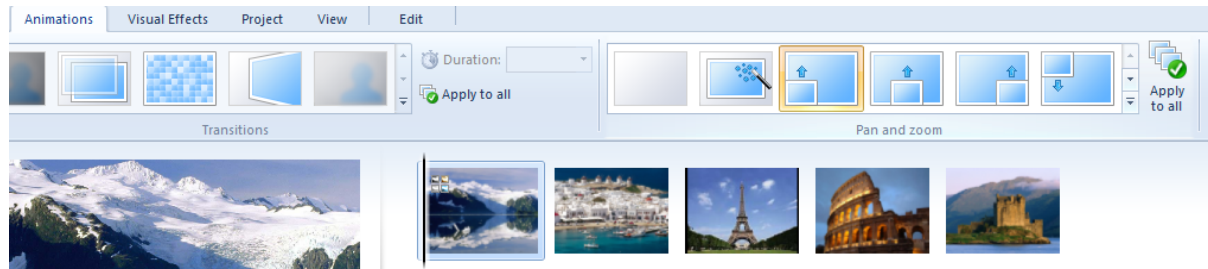 Animations Visual Effects Project View Edit
Duration:
Apply to all
Apply
to all
Transitions
Pan and zoom